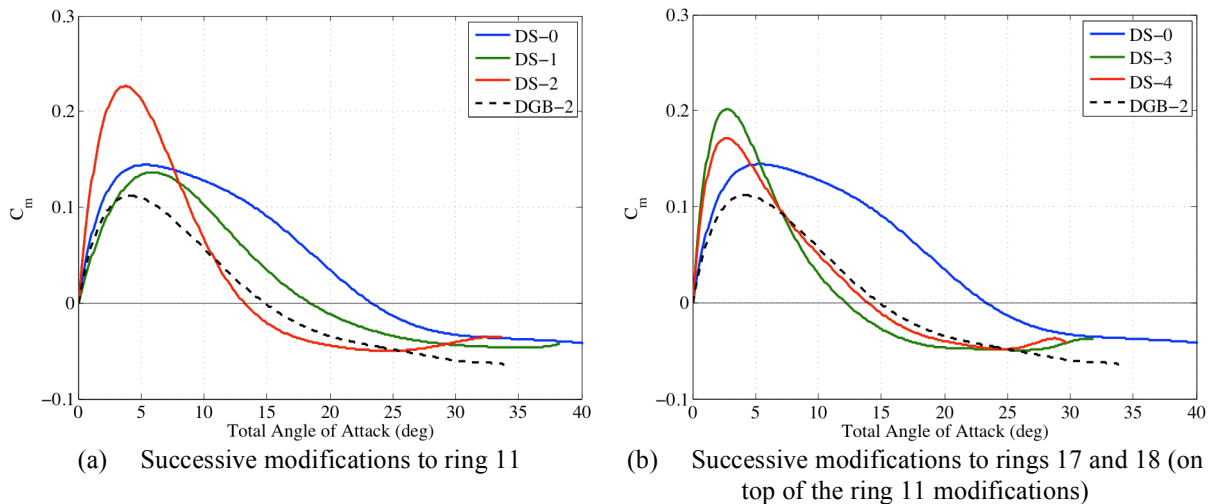 0.3
0.2
0.1
0
−0.1
C_m
DS−0
DS−1
DS−2
DGB−2
0 5 10 15 20 25 30 35 40
Total Angle of Attack (deg)
(a) Successive modifications to ring 11
0.3
0.2
0.1
0
−0.1
C_m
DS−0
DS−3
DS−4
DGB−2
0 5 10 15 20 25 30 35 40
Total Angle of Attack (deg)
(b) Successive modifications to rings 17 and 18 (on
top of the ring 11 modifications)